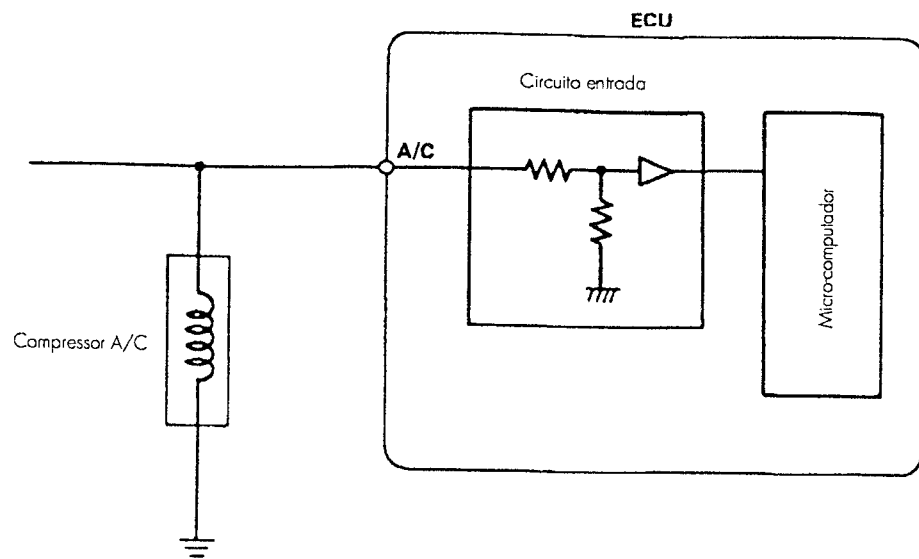 ECU
Circuito entrada
A/C
Micro-computador
Compressor A/C